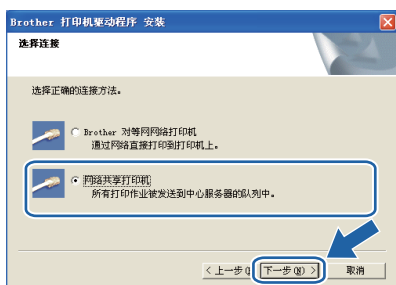 Brother 打印机驱动程序 安装
选择连接
选择正确的连接方法。
Brother 对等网网络打印机
通过网络直接打印到打印机上。
网络共享打印机
所有打印作业被发送到中心服务器的队列中。
< 上一步(
下一步(N) >
取消